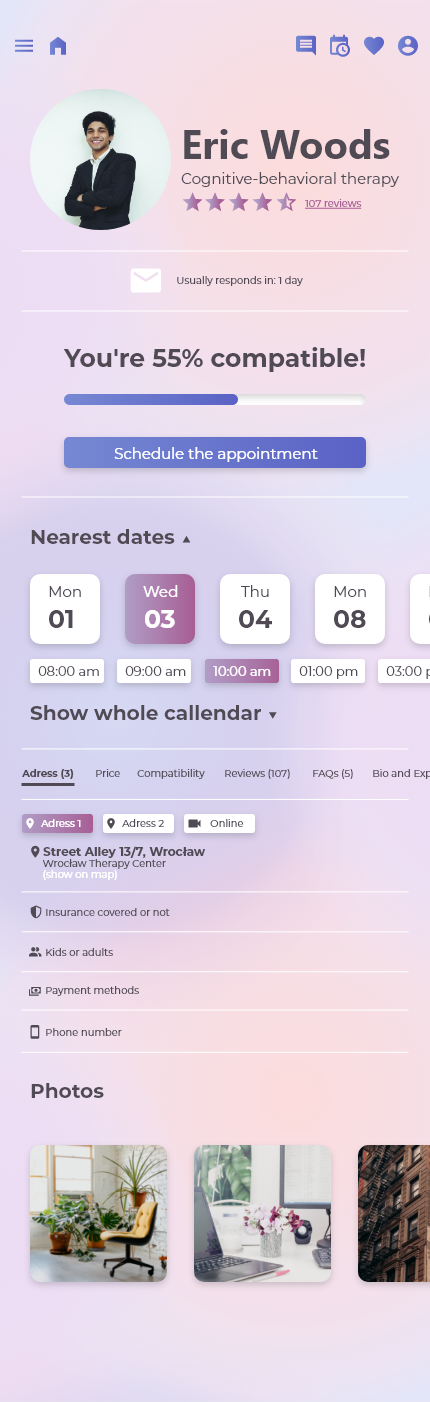 Eric Woods
Cognitive-behavioral therapy
107 reviews
Usually responds in: 1 day
You're 55% compatible!
Schedule the appointment
Nearest dates
Mon Wed Thu Mon
01 03 04 08
08:00 am 09:00 am 10:00 am 01:00 pm 03:00 p
Show whole callendar
Adress (3) Price Compatibility Reviews (107) FAQs (5) Bio and Exp
Adress 1 Adress 2 Online
Street Alley 13/7, Wrocław
Wrocław Therapy Center
(show on map)
Insurance covered or not
Kids or adults
Payment methods
Phone number
Photos